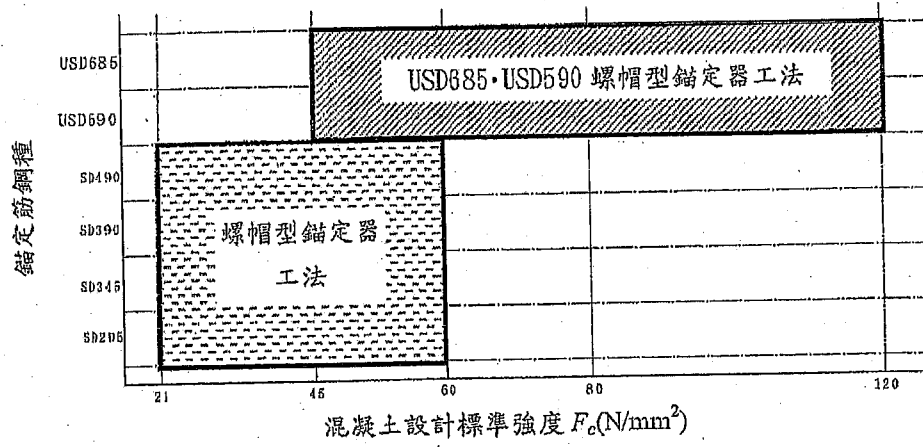 USD685
USD685·USD590 螺帽型錨定器工法
USD590
錨定筋鋼種
SD490
SD390
螺帽型錨定器
工法
SD345
SD295
21
45
60
80
120
混凝土設計標準強度 Fc(N/mm²)